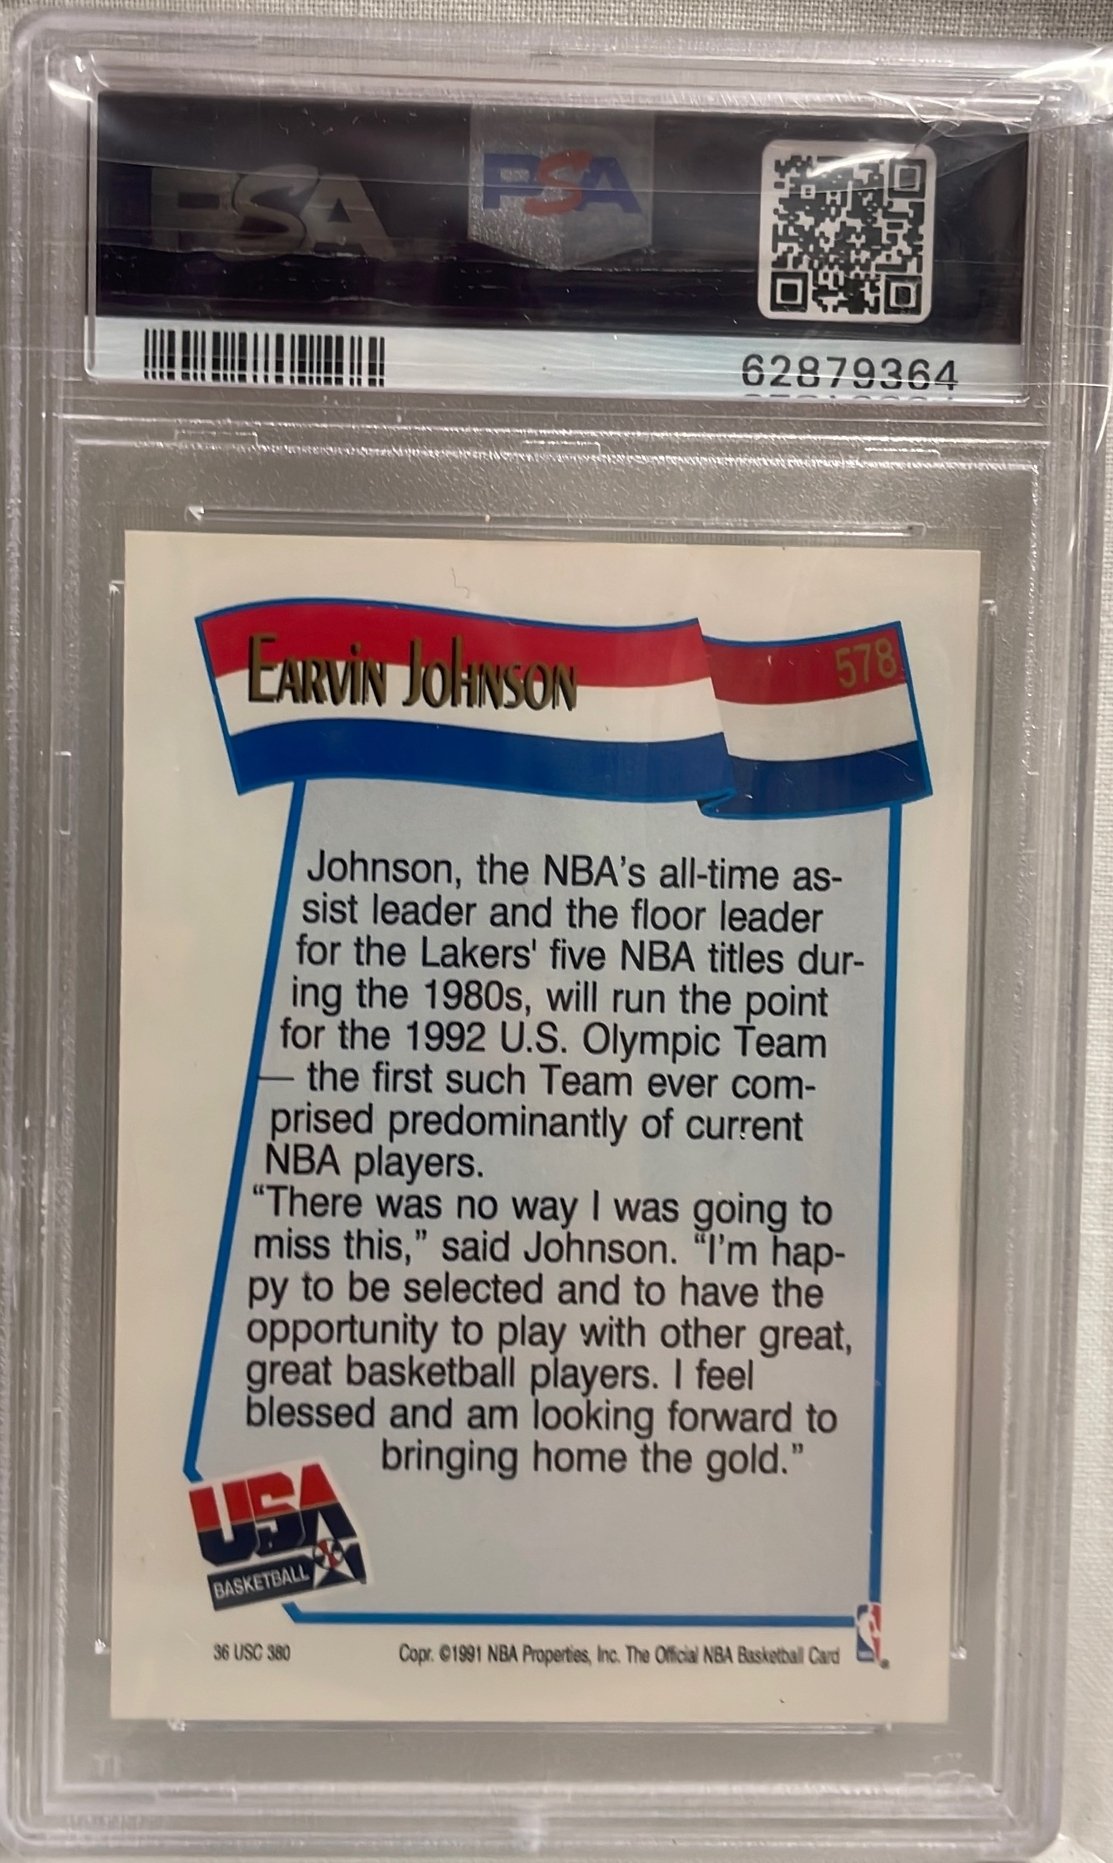 PSA
PSA
62879364
EARViN JOHNSON
578
Johnson, the NBA's all-time as-
sist leader and the floor leader
for the Lakers' five NBA titles dur-
ing the 1980s, will run the point
for the 1992 U.S. Olympic Team
— the first such Team ever com-
prised predominantly of current
NBA players.
“There was no way I was going to
miss this,” said Johnson. “I'm hap-
py to be selected and to have the
opportunity to play with other great,
great basketball players. I feel
blessed and am looking forward to
bringing home the gold.”
USA
BASKETBALL
36 USC 380
Copr. ©1991 NBA Properties, Inc. The Official NBA Basketball Card